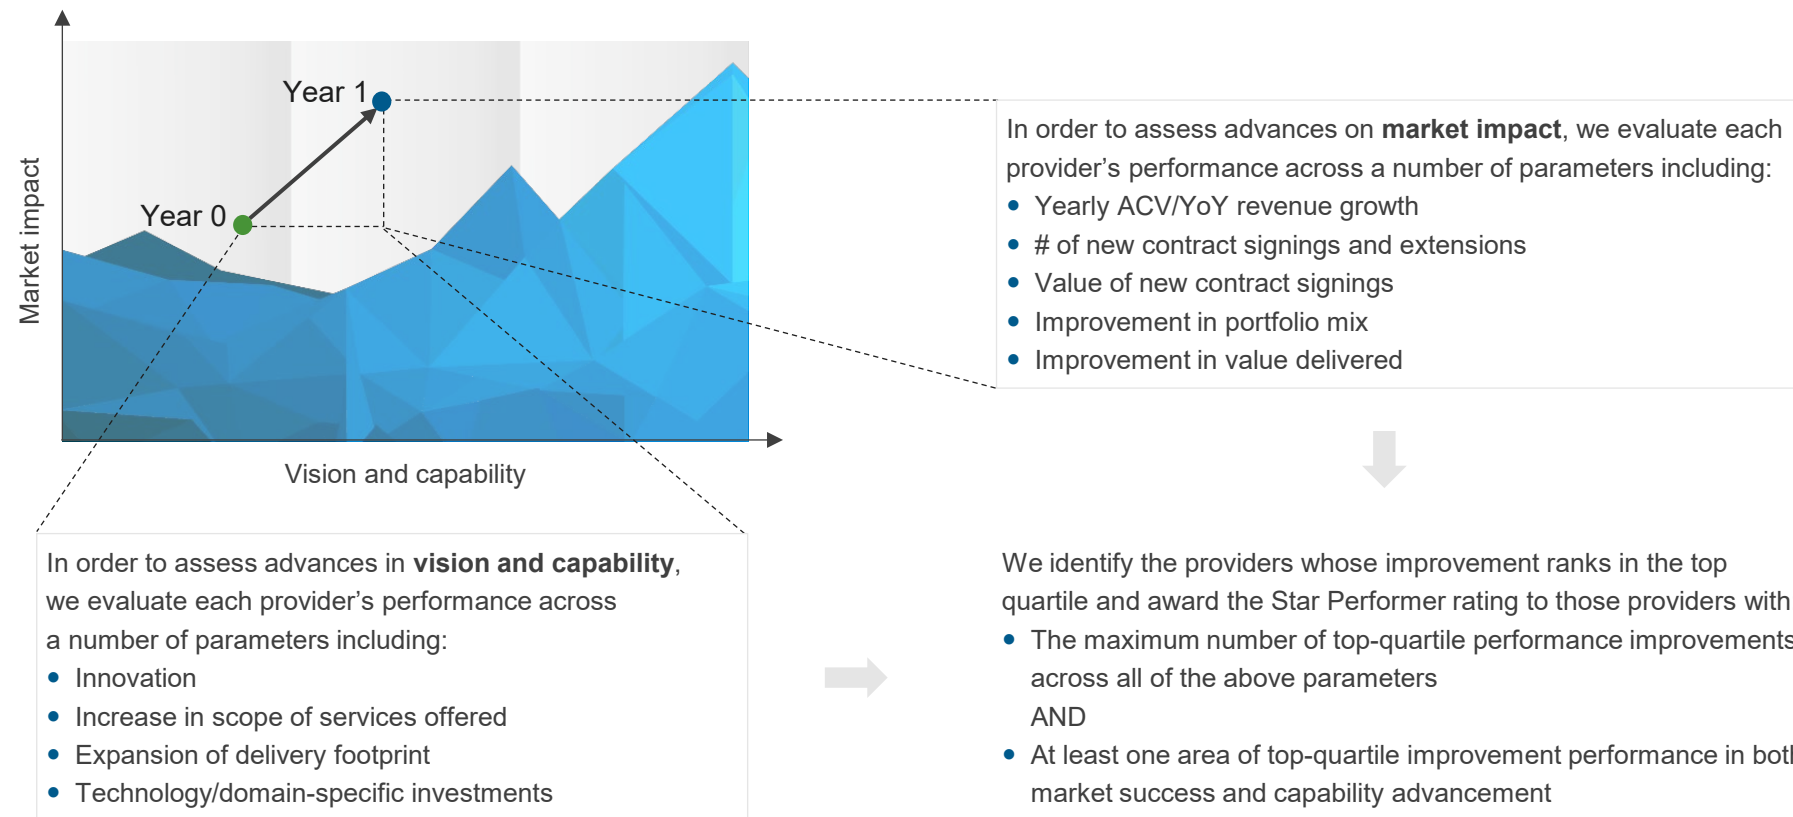 Year 1
Year 0
Market impact
Vision and capability
In order to assess advances on market impact, we evaluate each
provider’s performance across a number of parameters including:
• Yearly ACV/YoY revenue growth
• # of new contract signings and extensions
• Value of new contract signings
• Improvement in portfolio mix
• Improvement in value delivered
In order to assess advances in vision and capability,
we evaluate each provider’s performance across
a number of parameters including:
• Innovation
• Increase in scope of services offered
• Expansion of delivery footprint
• Technology/domain-specific investments
We identify the providers whose improvement ranks in the top
quartile and award the Star Performer rating to those providers with
• The maximum number of top-quartile performance improvements
across all of the above parameters
AND
• At least one area of top-quartile improvement performance in both
market success and capability advancement